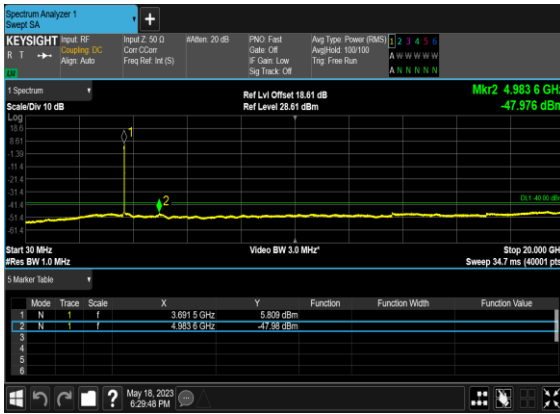 Spectrum Analyzer 1
Swept SA
+
KEYSIGHT Input: RF Input Z: 50 Ω #Atten: 20 dB PNO: Fast Avg Type: Power (RMS) 1 2 3 4 5 6
R T Coupling: DC Corr CCorr Gate: Off Avg|Hold: 100/100 A W W W W W
Align: Auto Freq Ref: Int (S) IF Gain: Low Trig: Free Run
Sig Track: Off A N N N N N
1 Spectrum Ref Lvl Offset 18.61 dB Mkr2 4.983 6 GHz
Scale/Div 10 dB Ref Level 28.61 dBm -47.976 dBm
Log
18.6
8.61
-1.39
-11.4
-21.4
-31.4
-41.4
-51.4
-61.4
1
2
DL1 -40.00 dBm
Start 30 MHz Video BW 3.0 MHz* Stop 20.000 GHz
#Res BW 1.0 MHz Sweep 34.7 ms (40001 pts)
5 Marker Table
Mode Trace Scale X Y Function Function Width Function Value
1 N 1 f 3.691 5 GHz 5.809 dBm
2 N 1 f 4.983 6 GHz -47.98 dBm
3
4
5
6
? May 18, 2023
6:29:48 PM